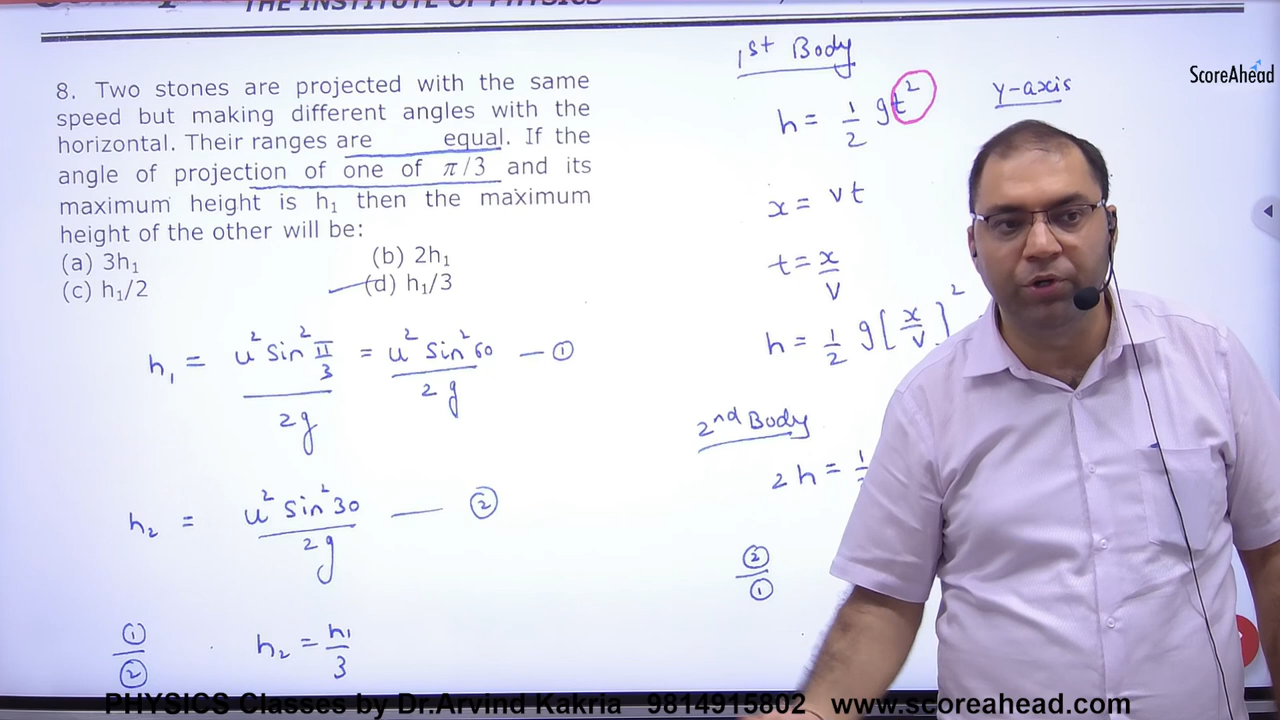 THE INSTITUTE OF PHYSICS
ScoreAhead
8. Two stones are projected with the same
speed but making different angles with the
horizontal. Their ranges are equal. If the
angle of projection of one of π/3 and its
maximum height is h₁ then the maximum
height of the other will be:
(a) 3h₁ (b) 2h₁
(c) h₁/2 (d) h₁/3
h₁ = u² sin² π/3 / 2g = u² sin² 60 / 2g — ①
h₂ = u² sin² 30 / 2g — ②
① / ② h₂ = h₁/3
1st Body
Y-axis
h = 1/2 gt²
x = vt
t = x/v
h = 1/2 g[x/v]²
2nd Body
2h =
② / ①
PHYSICS Classes by Dr.Arvind Kakria 9814915802 www.scoreahead.com